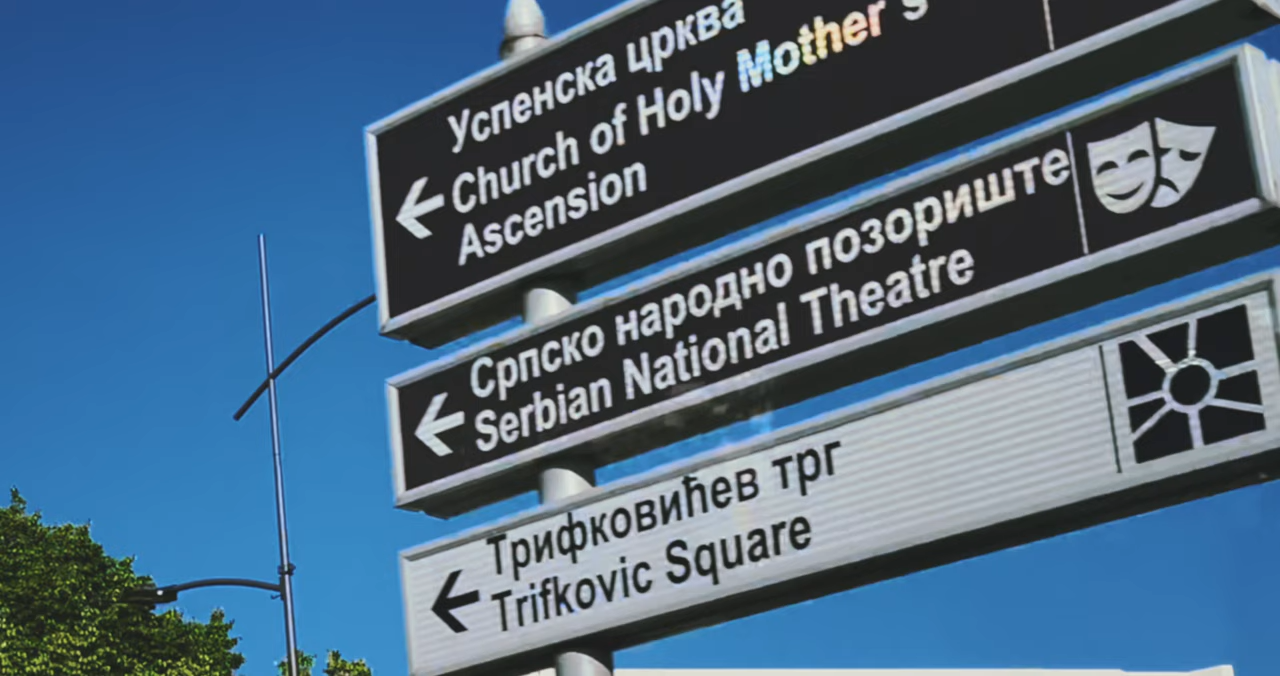 Успенска црква
Church of Holy Mother's
Ascension
Српско народно позориште
Serbian National Theatre
Трифковићев трг
Trifkovic Square